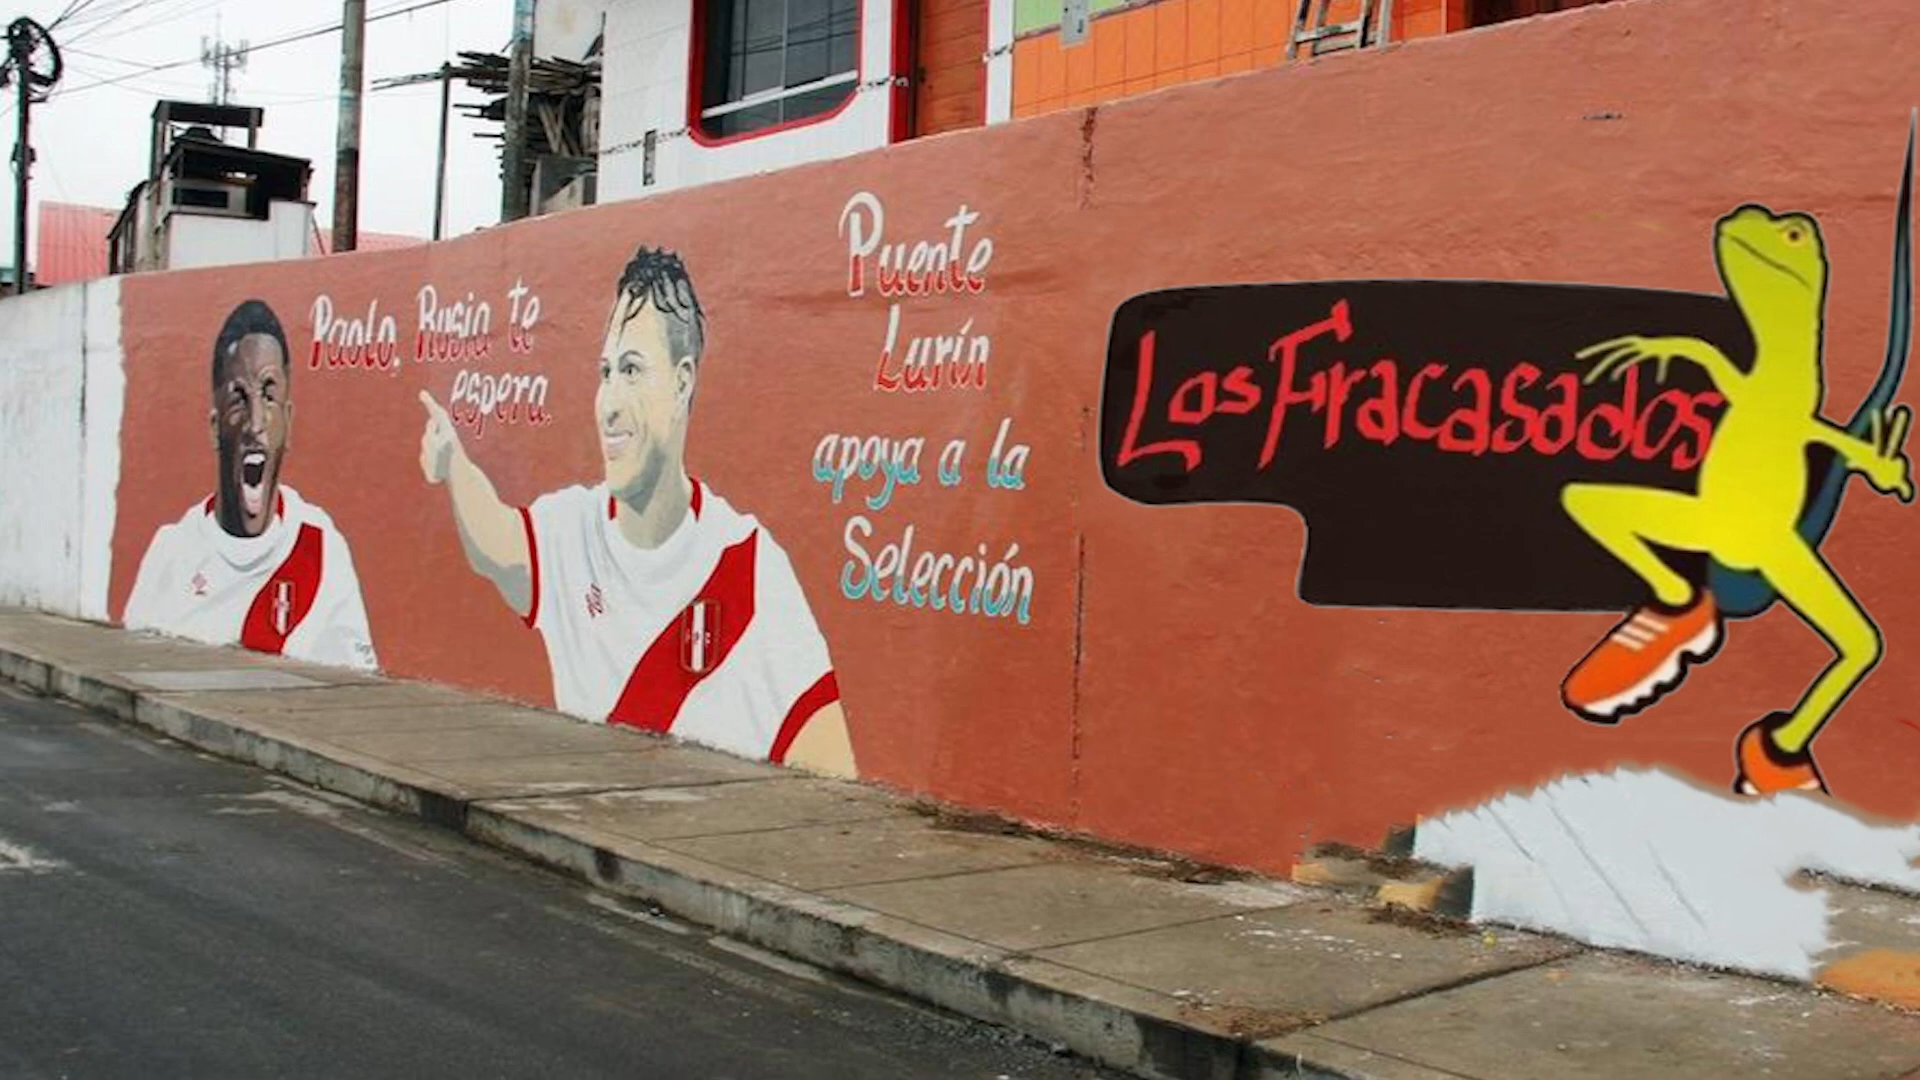 Paolo, Rusia te
espera.
Puente
Lurín
apoya a la
Selección
Los Fracasados